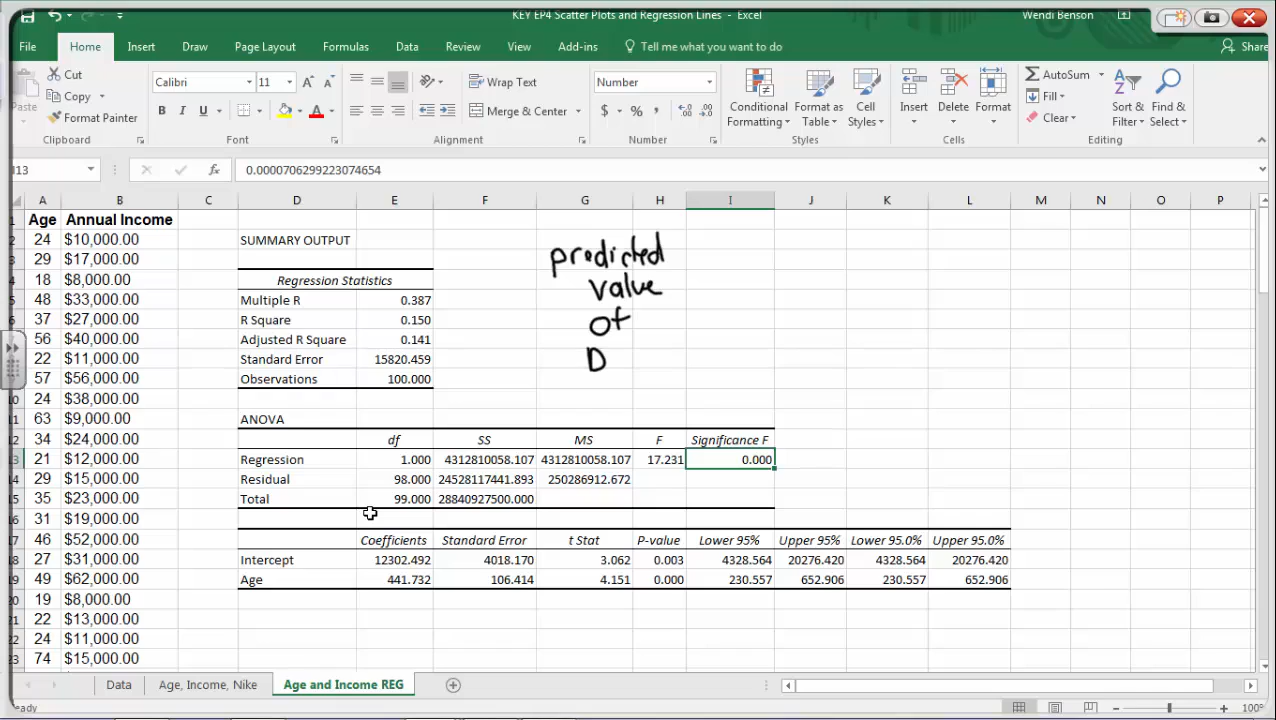 KEY EP4 Scatter Plots and Regression Lines - Excel
Wendi Benson
File Home Insert Draw Page Layout Formulas Data Review View Add-ins Tell me what you want to do Share
Cut
Copy
Format Painter
Paste
Calibri 11
B I U
Wrap Text
Merge & Center
Number
$ % ,
Conditional Formatting
Format as Table
Cell Styles
Insert Delete Format
AutoSum
Fill
Clear
Sort & Filter
Find & Select
Clipboard Font Alignment Number Styles Cells Editing
fx 0.0000706299223074654
A B C D E F G H I J K L M N O P
Age Annual Income
24 $10,000.00 SUMMARY OUTPUT
29 $17,000.00
18 $8,000.00 Regression Statistics
48 $33,000.00 Multiple R 0.387
37 $27,000.00 R Square 0.150
56 $40,000.00 Adjusted R Square 0.141
22 $11,000.00 Standard Error 15820.459
57 $56,000.00 Observations 100.000
24 $38,000.00
63 $9,000.00 ANOVA
34 $24,000.00 df SS MS F Significance F
21 $12,000.00 Regression 1.000 4312810058.107 4312810058.107 17.231 0.000
29 $15,000.00 Residual 98.000 24528117441.893 250286912.672
35 $23,000.00 Total 99.000 28840927500.000
31 $19,000.00
46 $52,000.00 Coefficients Standard Error t Stat P-value Lower 95% Upper 95% Lower 95.0% Upper 95.0%
27 $31,000.00 Intercept 12302.492 4018.170 3.062 0.003 4328.564 20276.420 4328.564 20276.420
49 $62,000.00 Age 441.732 106.414 4.151 0.000 230.557 652.906 230.557 652.906
19 $8,000.00
22 $13,000.00
24 $11,000.00
74 $15,000.00
predicted
value
of
D
Data Age, Income, Nike Age and Income REG